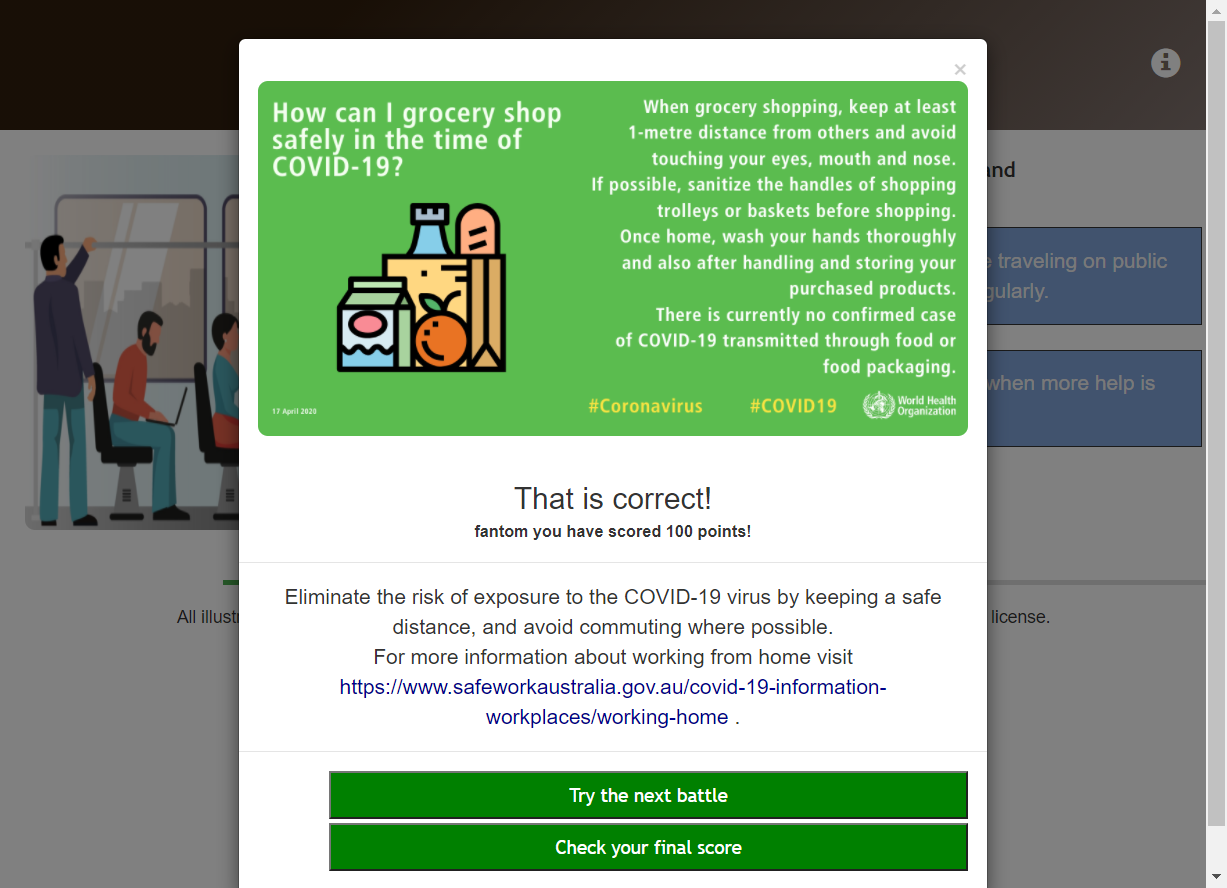 ×
How can I grocery shop
safely in the time of
COVID-19?
When grocery shopping, keep at least
1-metre distance from others and avoid
touching your eyes, mouth and nose.
If possible, sanitize the handles of shopping
trolleys or baskets before shopping.
Once home, wash your hands thoroughly
and also after handling and storing your
purchased products.
There is currently no confirmed case
of COVID-19 transmitted through food or
food packaging.
17 April 2020
#Coronavirus
#COVID19
World Health
Organization
That is correct!
fantom you have scored 100 points!
Eliminate the risk of exposure to the COVID-19 virus by keeping a safe
distance, and avoid commuting where possible.
For more information about working from home visit
https://www.safeworkaustralia.gov.au/covid-19-information-
workplaces/working-home .
Try the next battle
Check your final score
and
traveling on public
gularly.
when more help is
All illust
license.